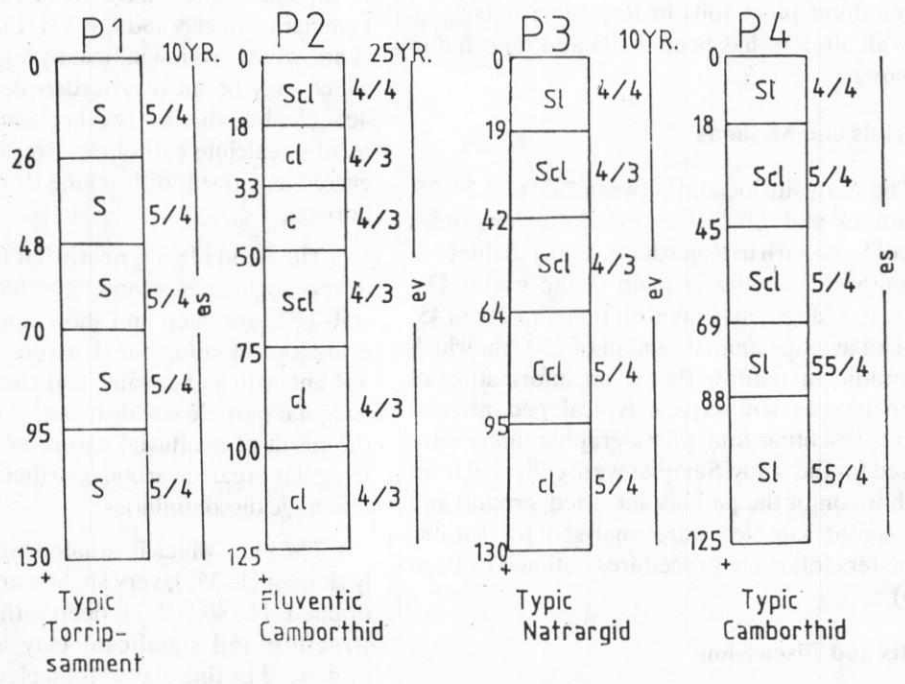 P1 10YR.
0
S 5/4
26
S 5/4
48
S 5/4
70
S 5/4
95
S 5/4
130
+
es
Typic
Torrip-
samment
P2 25YR.
0
Scl 4/4
18
cl 4/3
33
c 4/3
50
Scl 4/3
75
cl 4/3
100
cl 4/3
125
+
ev
Fluventic
Camborthid
P3 10YR.
0
Sl 4/4
19
Scl 4/3
42
Scl 4/3
64
Ccl 5/4
95
cl 5/4
130
ev
Typic
Natrargid
P4
0
Sl 4/4
18
Scl 5/4
45
Scl 5/4
69
Sl 55/4
88
Sl 55/4
125
+
es
Typic
Camborthid